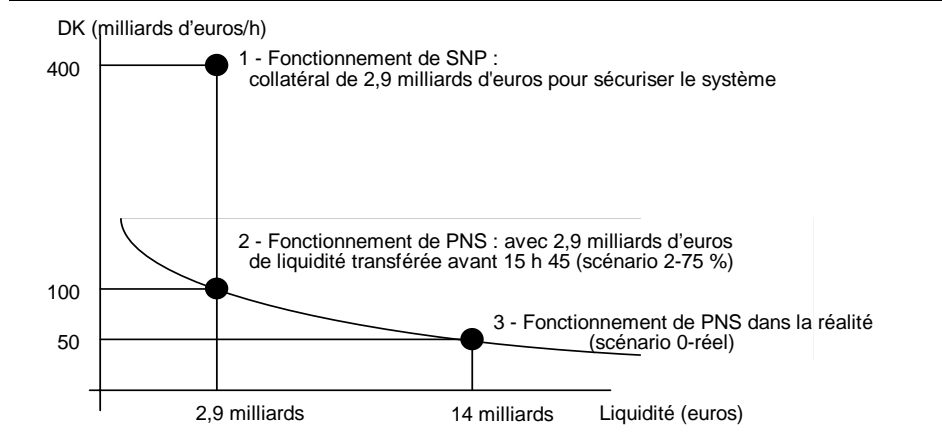 DK (milliards d’euros/h)
1 - Fonctionnement de SNP :
collatéral de 2,9 milliards d'euros pour sécuriser le système
400
2 - Fonctionnement de PNS : avec 2,9 milliards d’euros
de liquidité transférée avant 15 h 45 (scénario 2-75 %)
100
3 - Fonctionnement de PNS dans la réalité
(scénario 0-réel)
50
2,9 milliards
14 milliards
Liquidité (euros)